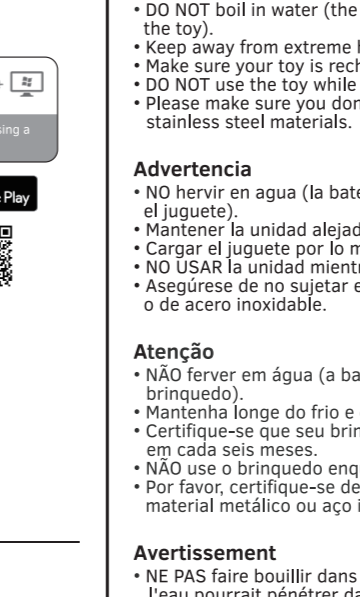 sing a
Play
• DO NOT boil in water (the
the toy).
• Keep away from extreme
• Make sure your toy is rech
• DO NOT use the toy while
• Please make sure you don
stainless steel materials.
Advertencia
• NO hervir en agua (la bate
el juguete).
• Mantener la unidad alejad
• Cargar el juguete por lo m
• NO USAR la unidad mientr
• Asegúrese de no sujetar e
o de acero inoxidable.
Atenção
• NÃO ferver em água (a ba
brinquedo).
• Mantenha longe do frio e
• Certifique-se que seu brin
em cada seis meses.
• NÃO use o brinquedo enq
• Por favor, certifique-se de
material metálico ou aço i
Avertissement
• NE PAS faire bouillir dans
l'eau pourrait pénétrer da